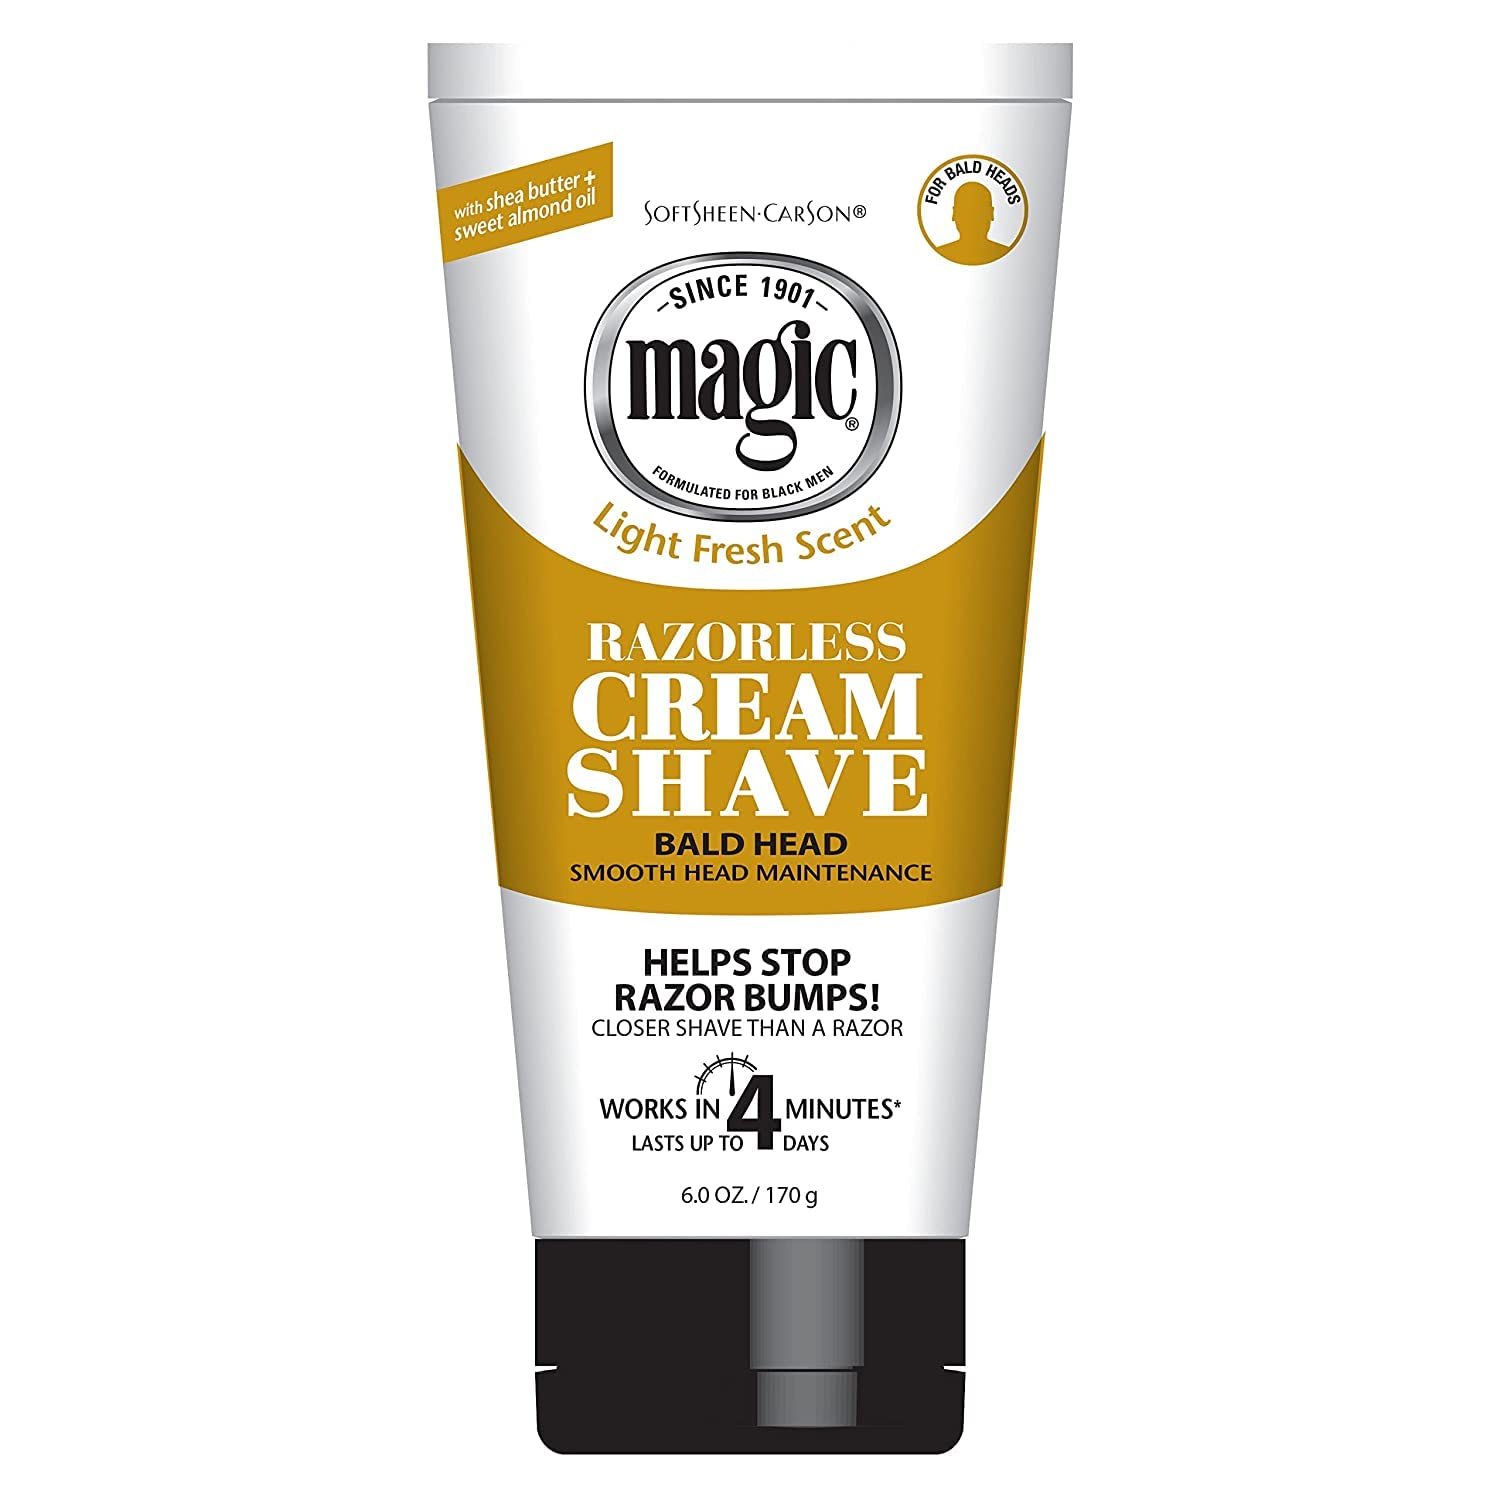 with shea butter +
sweet almond oil
SOFTSHEEN·CARSON®
FOR BALD HEADS
-SINCE 1901-
magic®
FORMULATED FOR BLACK MEN
Light Fresh Scent
RAZORLESS
CREAM
SHAVE
BALD HEAD
SMOOTH HEAD MAINTENANCE
HELPS STOP
RAZOR BUMPS!
CLOSER SHAVE THAN A RAZOR
WORKS IN 4 MINUTES*
LASTS UP TO 4 DAYS
6.0 OZ. / 170 g